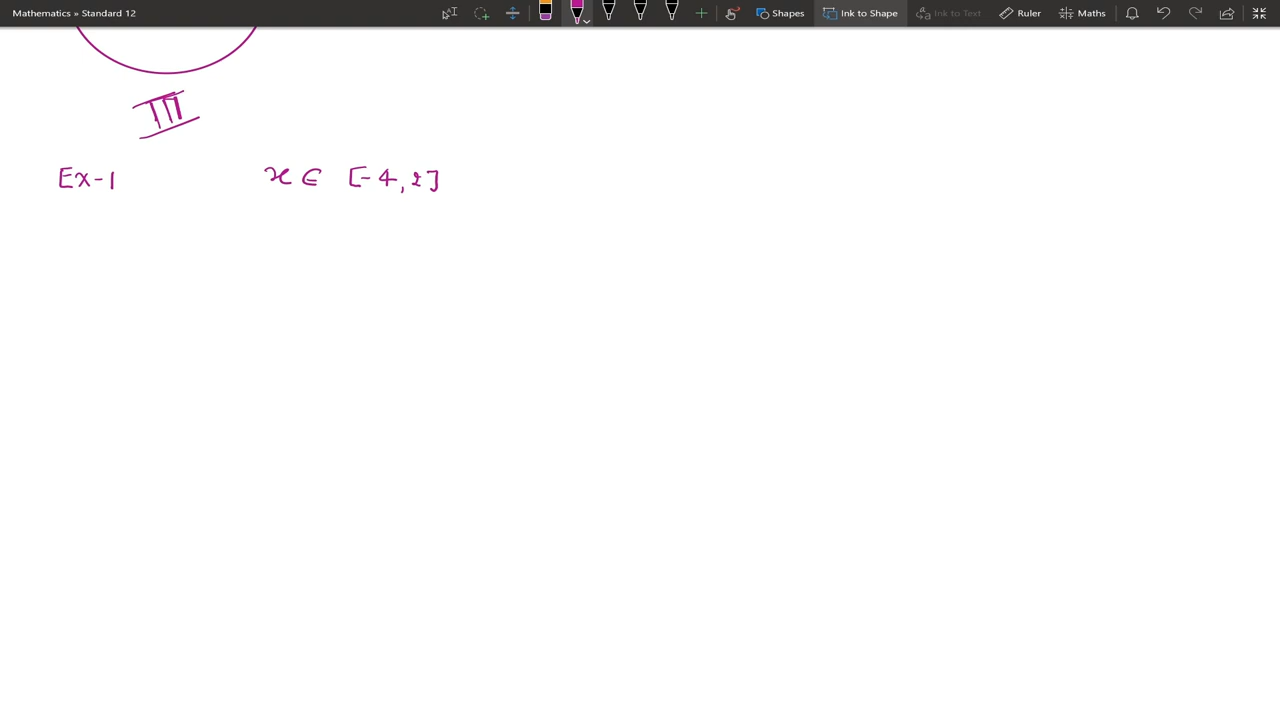 Mathematics » Standard 12
Shapes
Ink to Shape
Ink to Text
Ruler
Maths
III
Ex-1 x ∈ [-4, 2]